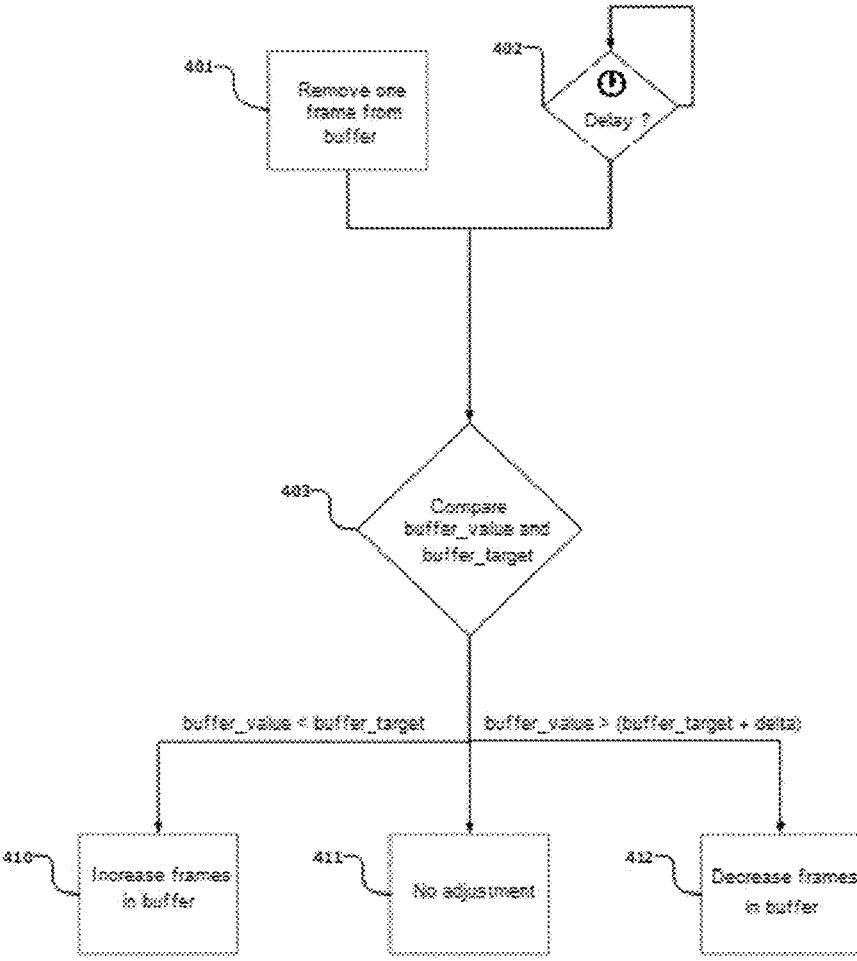 401
Remove one
frame from
buffer
402
Delay ?
403
Compare
buffer_value and
buffer_target
buffer_value < buffer_target
buffer_value > (buffer_target + delta)
410
Increase frames
in buffer
411
No adjustment
412
Decrease frames
in buffer